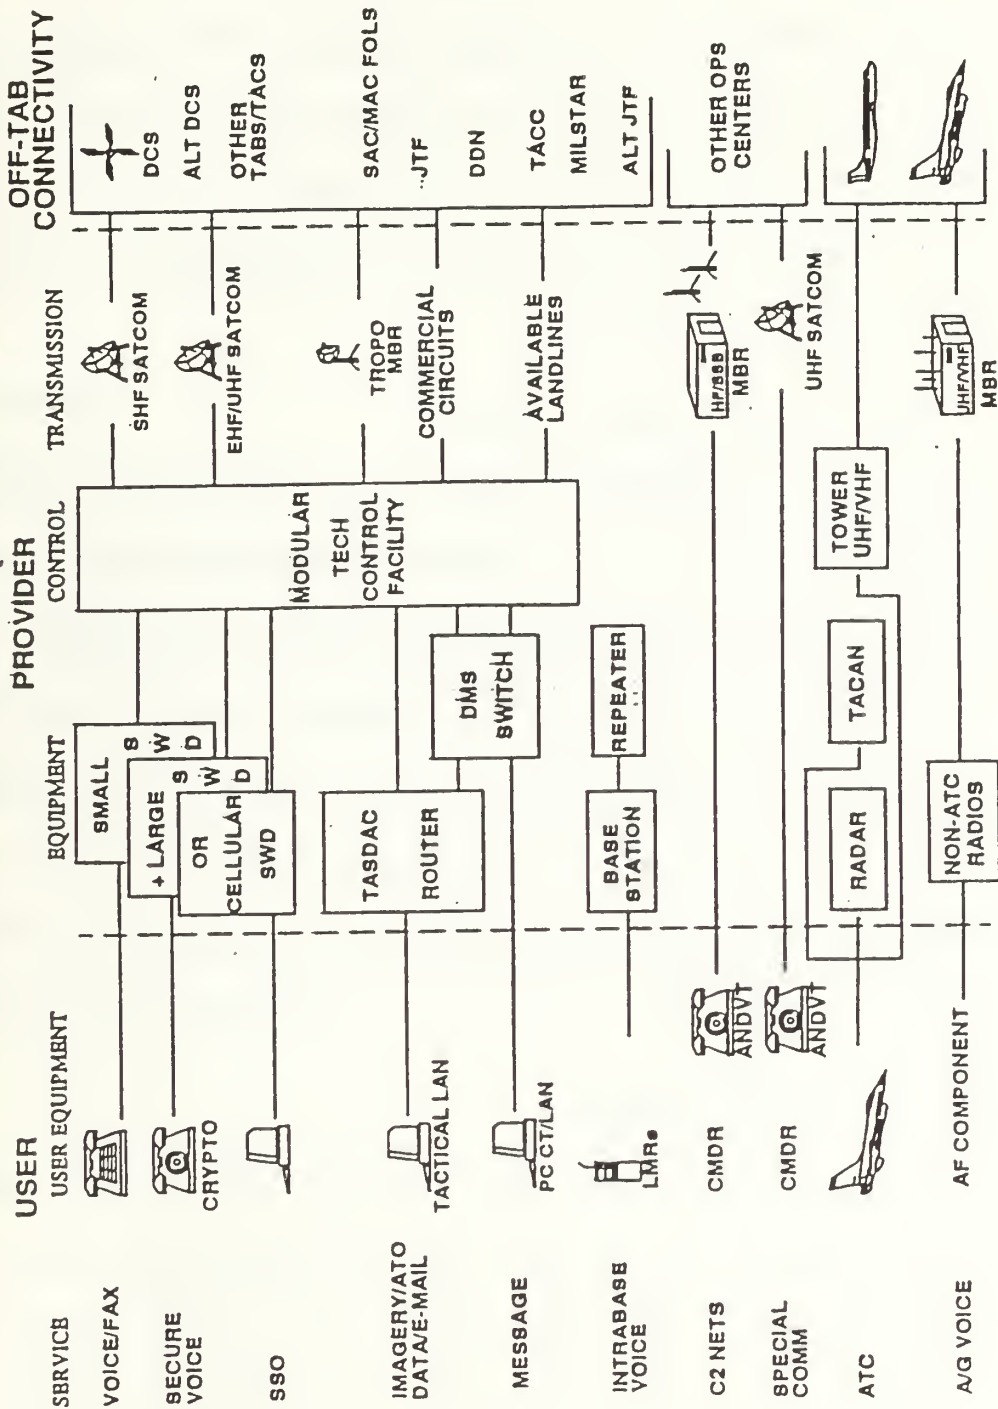 USER
PROVIDER
OFF-TAB
CONNECTIVITY
SERVICE
USER EQUIPMENT
EQUIPMENT
CONTROL
TRANSMISSION
VOICE/FAX
SMALL
S
W
D
SHF SATCOM
DCS
SECURE
VOICE
CRYPTO
+ LARGE
S
W
D
EHF/UHF SATCOM
ALT DCS
OTHER
TABS/TACS
SSO
OR
CELLULAR
SWD
MODULAR
TECH
CONTROL
FACILITY
IMAGERY/ATO
DATA/E-MAIL
TACTICAL LAN
TASDAC
ROUTER
TROPO
MBR
SAC/MAC FOLS
COMMERCIAL
CIRCUITS
JTF
DDN
MESSAGE
PC CT/LAN
DMS
SWITCH
AVAILABLE
LANDLINES
TACC
MILSTAR
ALT JTF
INTRABASE
VOICE
LMRs
BASE
STATION
REPEATER
C2 NETS
CMDR
ANDVT
HF/SSB
MBR
OTHER OPS
CENTERS
SPECIAL
COMM
CMDR
ANDVT
UHF SATCOM
ATC
RADAR
TACAN
TOWER
UHF/VHF
A/G VOICE
AF COMPONENT
NON-ATC
RADIOS
UHF/VHF
MBR